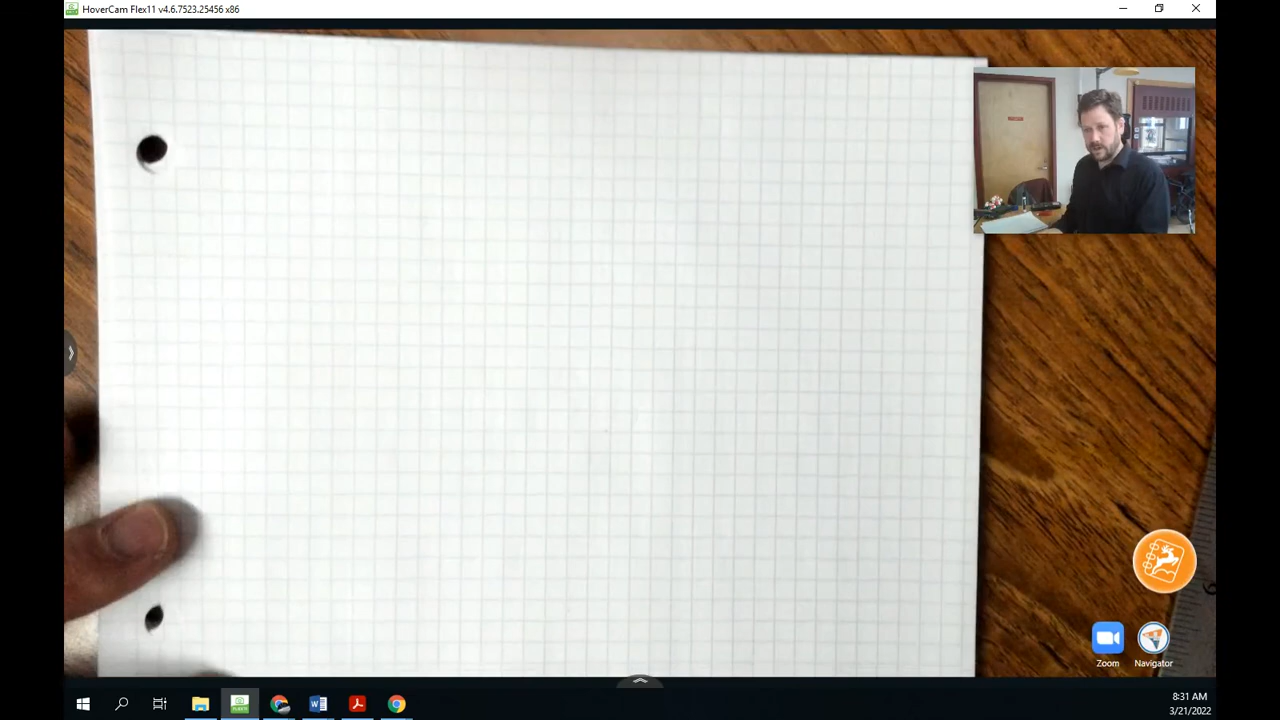 HoverCam Flex11 v4.6.7523.25456 x86
Zoom
Navigator
8:31 AM
3/21/2022